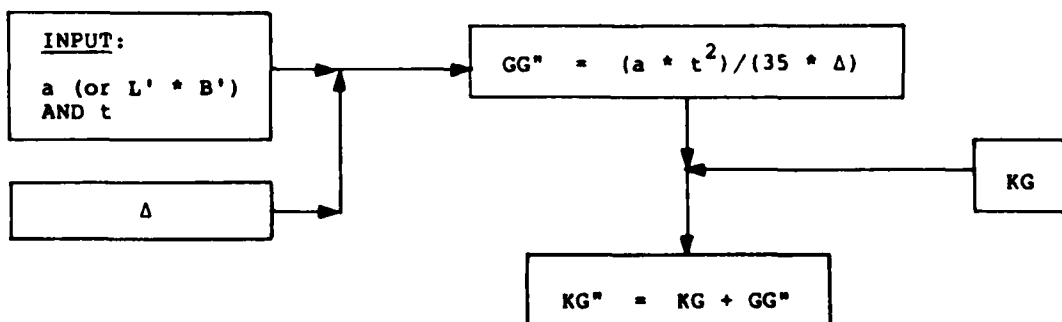 INPUT:
a (or L' * B')
AND t
GG" = (a * t²)/(35 * Δ)
Δ
KG
KG" = KG + GG"